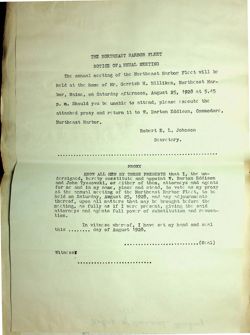 THE NORTHEAST HARBOR FLEET
NOTICE OF ANNUAL MEETING
The annual meeting of the Northeast Harbor Fleet will be
held at the home of Mr. Gerrish H. Milliken, Northeast Har-
bor, Maine, on Saturday afternoon, August 25, 1928 at 5.45
p. m. Should you be unable to attend, please execute the
attached proxy and return it to W. Barton Eddison, Commodore,
Northeast Harbor.
Robert E. L. Johnson
Secretary.
PROXY
KNOW ALL MEN BY THESE PRESENTS that I, the un-
dersigned, hereby constitute and appoint W. Barton Eddison
and John or either of them, attorneys and agents
for me and in my name, place and stead, to vote as my proxy
at the annual meeting of the Northeast Harbor Fleet, to be
held on Saturday, August 25, 1928, and any adjournments
thereof, upon all matters that may be brought before the
meeting, as fully as if I were present, giving the said
attorneys and agents full power of substitution and revoca-
tion.
In witness whereof, I have set my hand and seal
this ....... day of August 1928.
(Seal)
Witness: